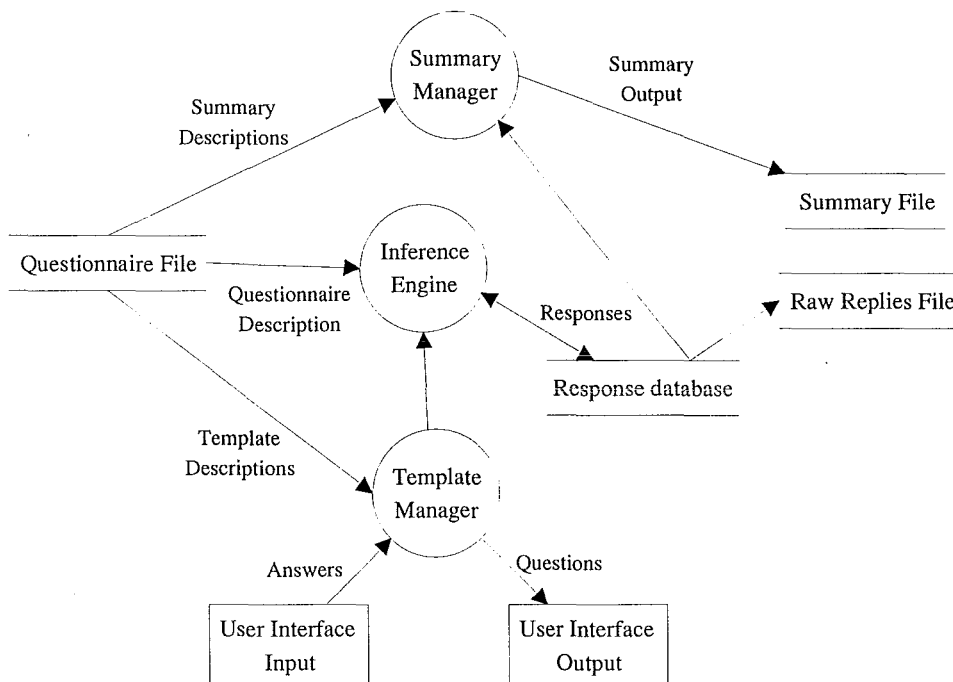 Summary
Manager
Summary
Output
Summary
Descriptions
Summary File
Questionnaire File
Inference
Engine
Raw Replies File
Questionnaire
Description
Responses
Response database
Template
Descriptions
Template
Manager
Answers
Questions
User Interface
Input
User Interface
Output